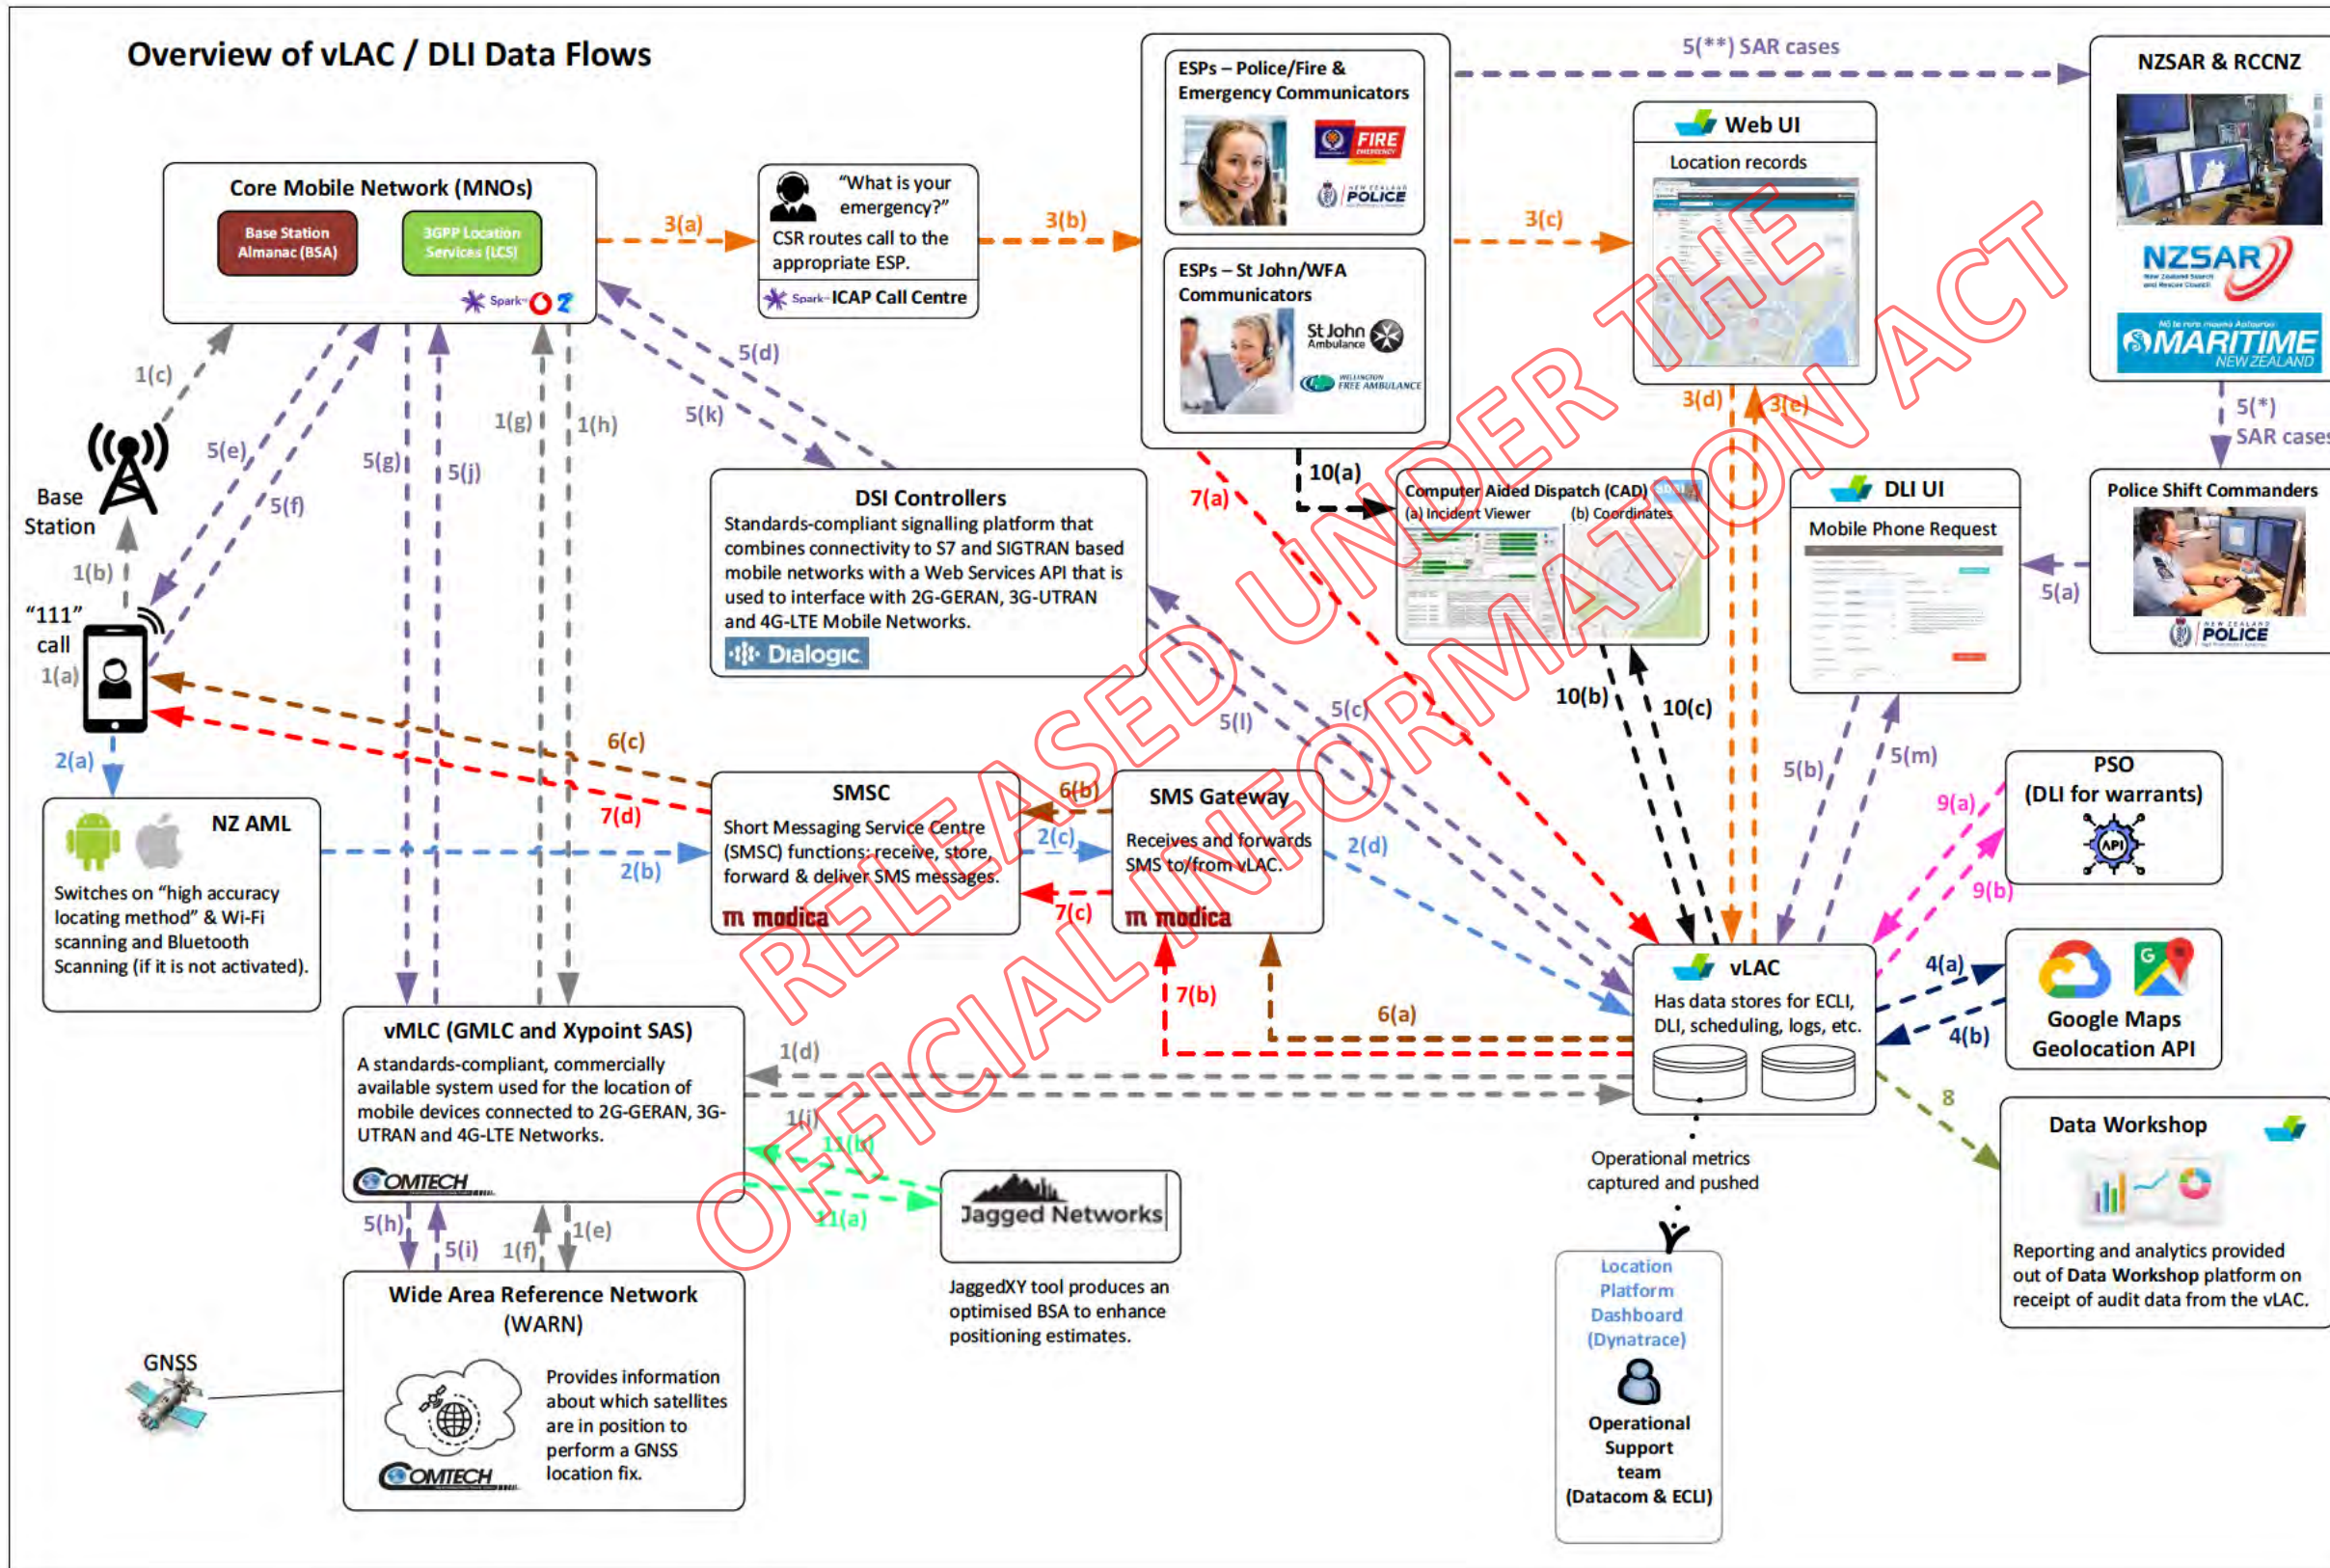 Overview of vLAC / DLI Data Flows
5(**) SAR cases
ESPs – Police/Fire &
Emergency Communicators
FIRE
EMERGENCY
NEW ZEALAND
POLICE
ESPs – St John/WFA
Communicators
St John
Ambulance
WELLINGTON
FREE AMBULANCE
NZSAR & RCCNZ
NZSAR
New Zealand Search
and Rescue Council
MARITIME
NEW ZEALAND
Web UI
Location records
Core Mobile Network (MNOs)
Base Station
Almanac (BSA)
3GPP Location
Services (LCS)
Spark
3(a)
"What is your
emergency?"
CSR routes call to the
appropriate ESP.
Spark ICAP Call Centre
3(b)
3(c)
3(d)
3(e)
5(*)
SAR cases
1(c)
5(d)
5(k)
1(g)
1(h)
5(e)
5(f)
5(g)
5(j)
Base
Station
1(b)
"111"
call
1(a)
2(a)
DSI Controllers
Standards-compliant signalling platform that
combines connectivity to S7 and SIGTRAN based
mobile networks with a Web Services API that is
used to interface with 2G-GERAN, 3G-UTRAN
and 4G-LTE Mobile Networks.
Dialogic
7(a)
10(a)
Computer Aided Dispatch (CAD)
(a) Incident Viewer
(b) Coordinates
DLI UI
Mobile Phone Request
Police Shift Commanders
NEW ZEALAND
POLICE
5(a)
10(b)
10(c)
5(l)
5(c)
5(b)
5(m)
6(c)
7(d)
NZ AML
Switches on "high accuracy
locating method" & Wi-Fi
scanning and Bluetooth
Scanning (if it is not activated).
2(b)
SMSC
Short Messaging Service Centre
(SMSC) functions: receive, store,
forward & deliver SMS messages.
modica
6(b)
2(c)
7(c)
SMS Gateway
Receives and forwards
SMS to/from vLAC.
modica
2(d)
PSO
(DLI for warrants)
API
9(a)
9(b)
vLAC
Has data stores for ECLI,
DLI, scheduling, logs, etc.
4(a)
4(b)
G
Google Maps
Geolocation API
7(b)
6(a)
8
vMLC (GMLC and Xypoint SAS)
A standards-compliant, commercially
available system used for the location of
mobile devices connected to 2G-GERAN, 3G-
UTRAN and 4G-LTE Networks.
COMTECH
1(d)
1(i)
11(b)
11(a)
Jagged Networks
JaggedXY tool produces an
optimised BSA to enhance
positioning estimates.
Data Workshop
Reporting and analytics provided
out of Data Workshop platform on
receipt of audit data from the vLAC.
Operational metrics
captured and pushed
5(h)
5(i)
1(f)
1(e)
Wide Area Reference Network
(WARN)
Provides information
about which satellites
are in position to
perform a GNSS
location fix.
COMTECH
GNSS
Location
Platform
Dashboard
(Dynatrace)
Operational
Support
team
(Datacom & ECLI)
RELEASED UNDER THE
OFFICIAL INFORMATION ACT